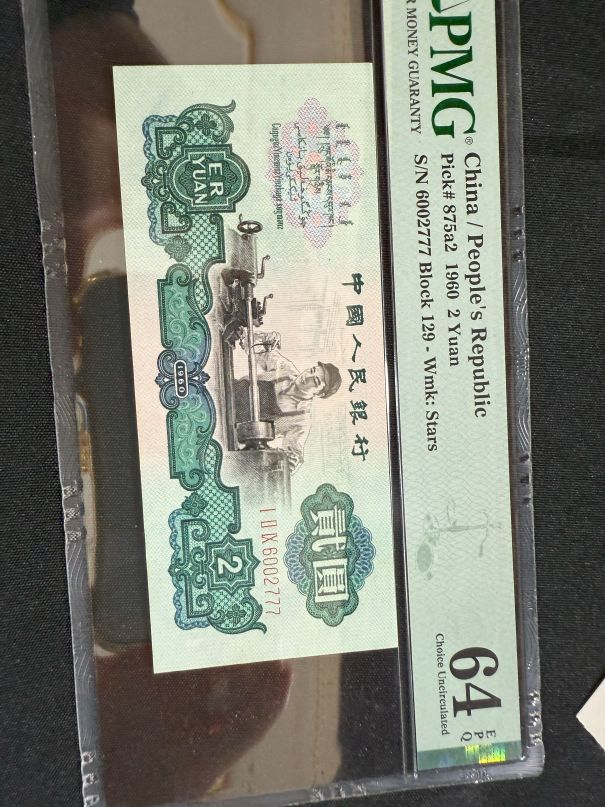 PMG®
R MONEY GUARANTY
China / People's Republic
Pick# 875a2 1960 2 Yuan
S/N 6002777 Block 129 - Wmk: Stars
64 EPQ
Choice Uncirculated
中國人民銀行
ER
YUAN
貳圓
I II IX 6002777
1960
2